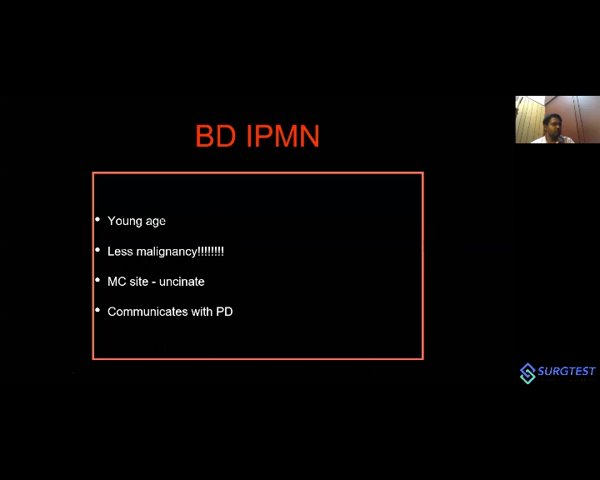 BD IPMN
• Young age
• Less malignancy!!!!!!!!
• MC site - uncinate
• Communicates with PD
SURGTEST